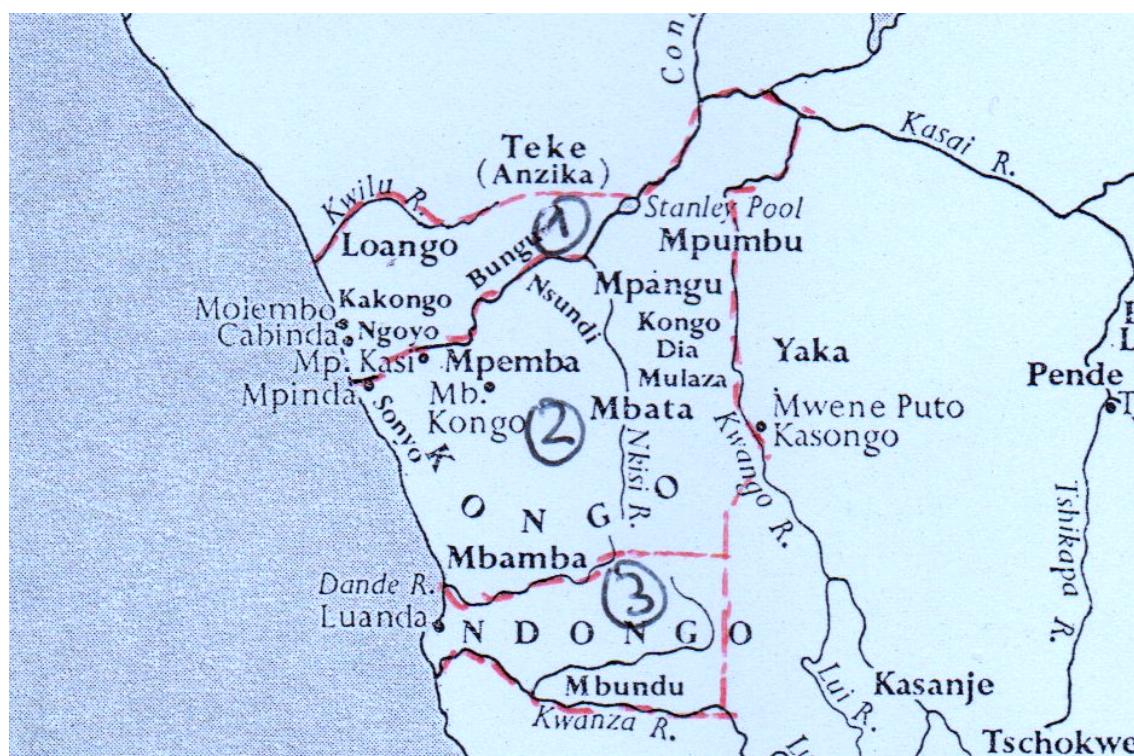 Con
Kasai R.
Teke
(Anzika)
Kwilu R.
1
Stanley Pool
Loango
Bungu
Mpumbu
Nsundi
Mpangu
Molembo
Kakongo
Kongo
Dia
Mulaza
Cabinda
Ngoyo
Yaka
Mp. Kasi
Mpemba
Pende
Mpinda
Mb.
Kongo
Mbata
Mwene Puto
Kasongo
Sonyo
2
Kwango R.
Nkisi R.
KONGO
Tshikapa R.
Mbamba
Dande R.
3
Luanda
NDONGO
Mbundu
Kasanje
Lui R.
Kwanza R.
Tschokwe